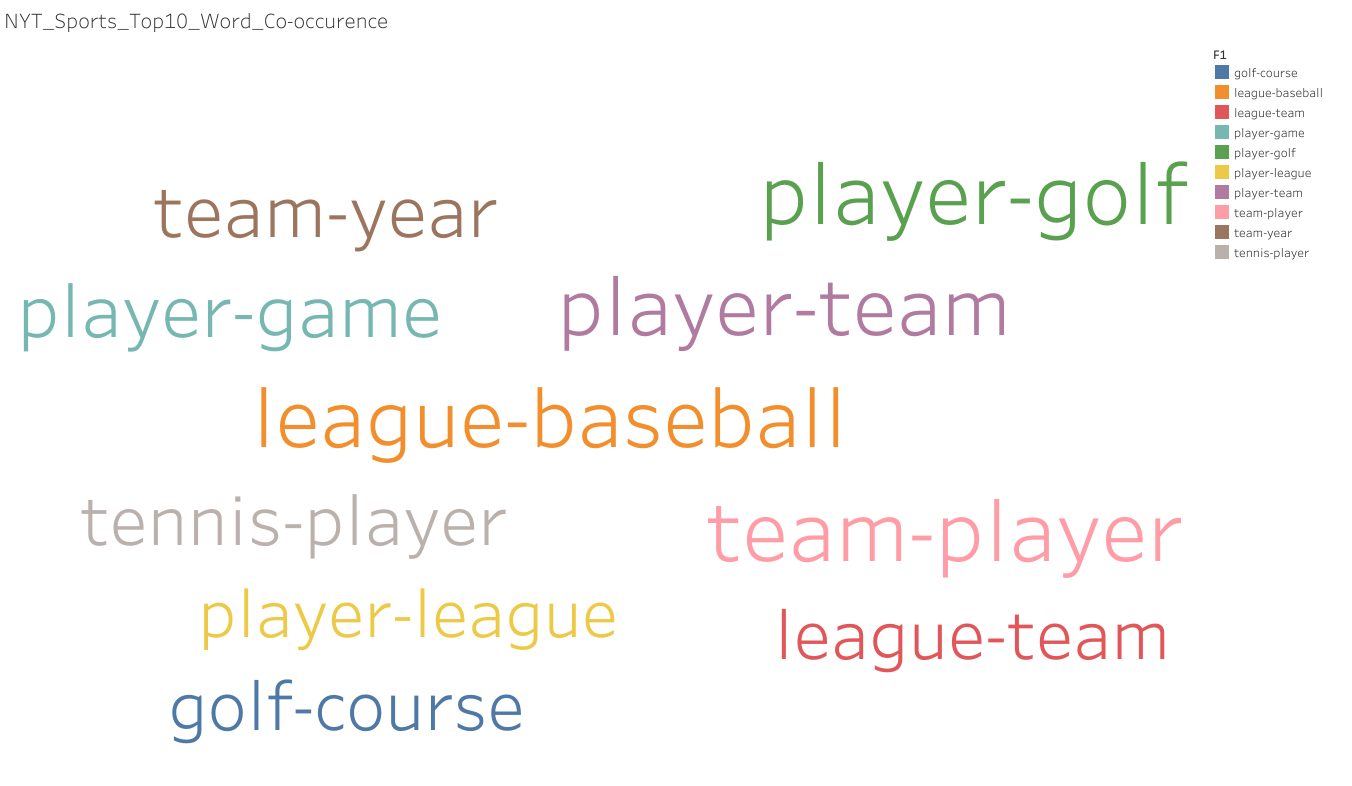 NYT_Sports_Top10_Word_Co-occurence
F1
golf-course
league-baseball
league-team
player-game
player-golf
player-league
player-team
team-player
team-year
tennis-player
player-golf
team-year
player-team
player-game
league-baseball
tennis-player
team-player
player-league
league-team
golf-course